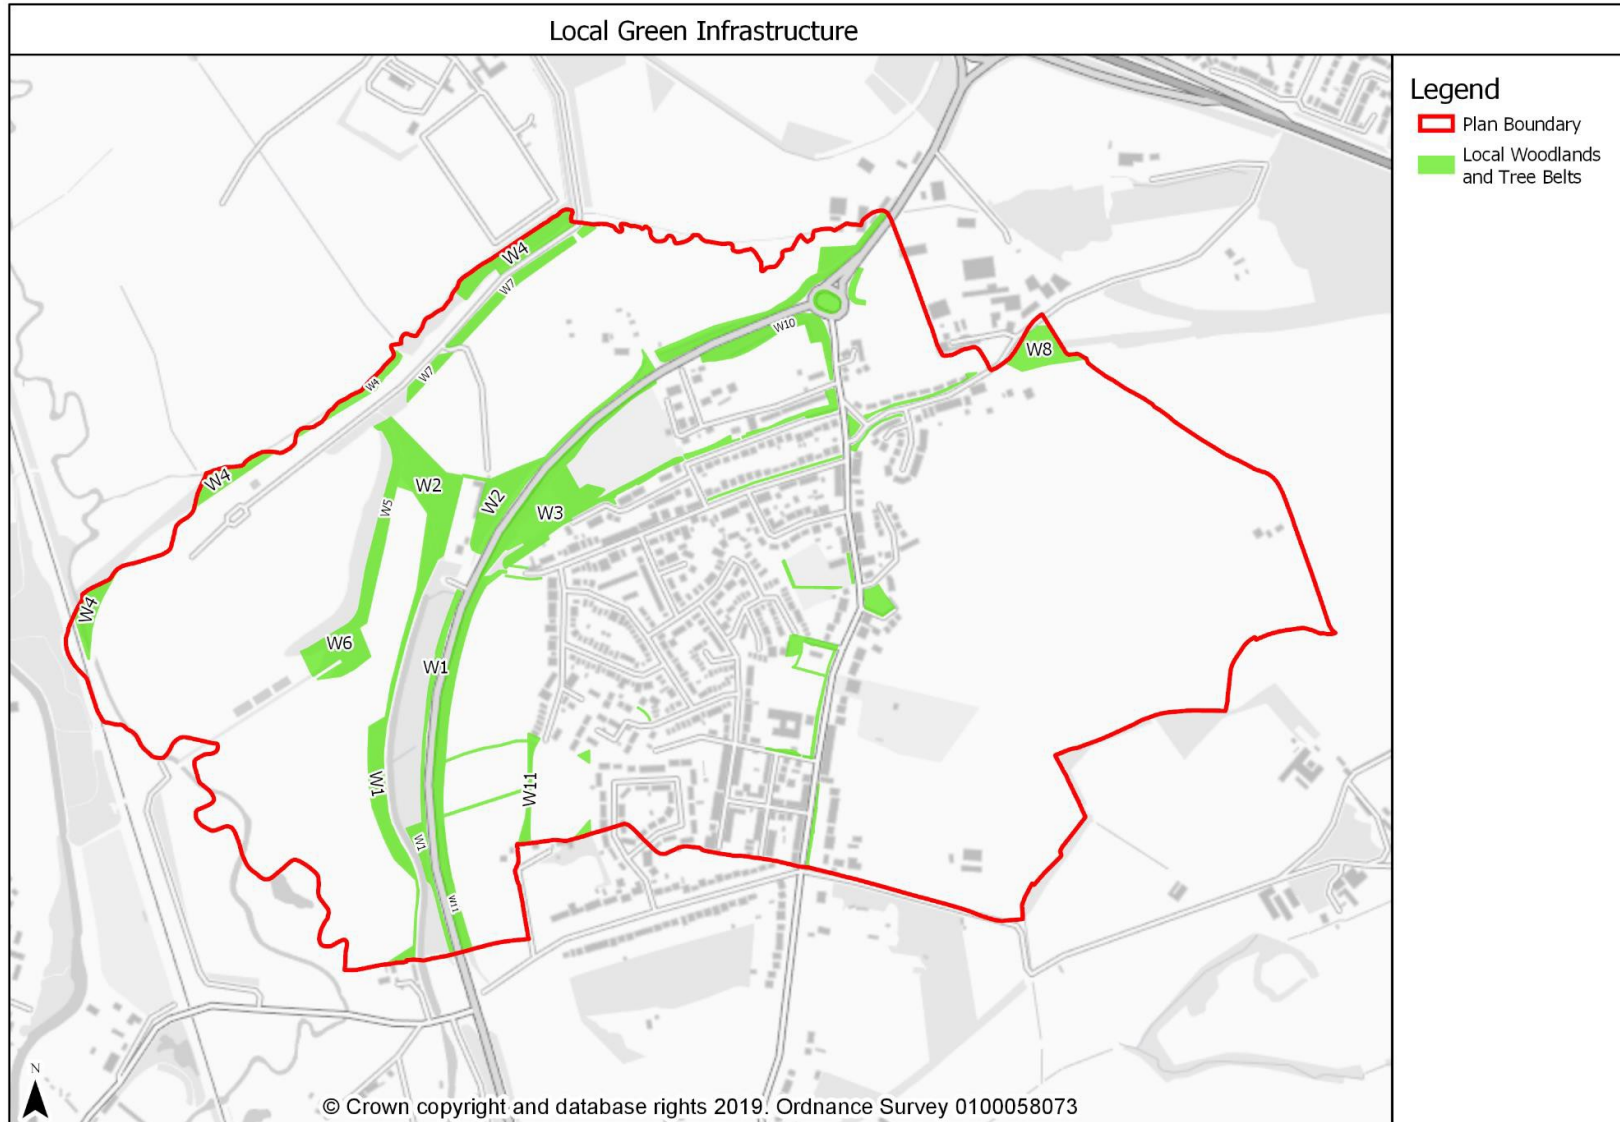 Local Green Infrastructure
Legend
Plan Boundary
Local Woodlands
and Tree Belts
W4
W7
W10
W8
W7
W4
W4
W2
W2
W5
W3
W4
W6
W1
W1
W11
W1
W11
N
© Crown copyright and database rights 2019. Ordnance Survey 0100058073